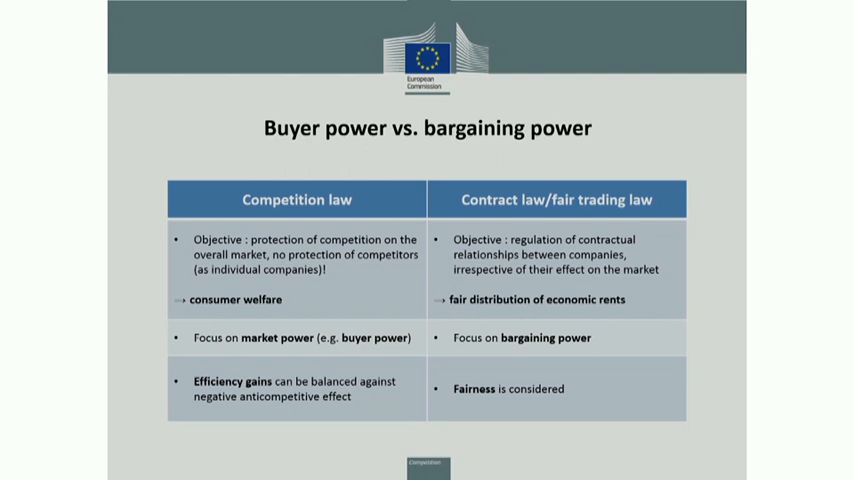 European
Commission
Buyer power vs. bargaining power
Competition law
Contract law/fair trading law
• Objective : protection of competition on the
overall market, no protection of competitors
(as individual companies)!
→ consumer welfare
• Objective : regulation of contractual
relationships between companies,
irrespective of their effect on the market
→ fair distribution of economic rents
• Focus on market power (e.g. buyer power)
• Focus on bargaining power
• Efficiency gains can be balanced against
negative anticompetitive effect
• Fairness is considered
Competition